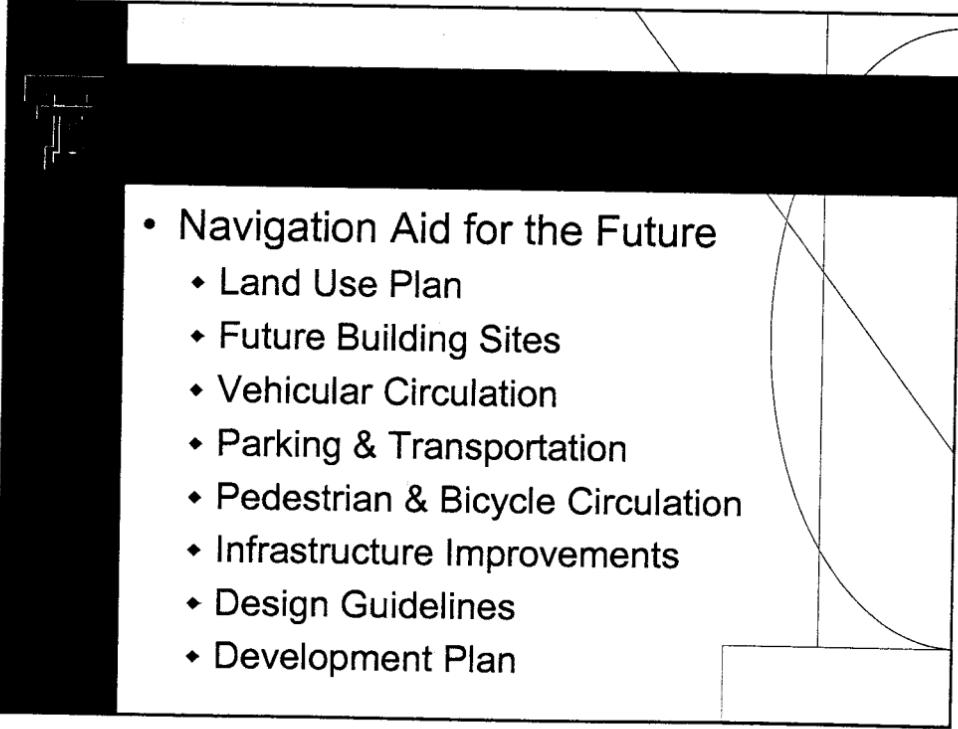 • Navigation Aid for the Future
◆ Land Use Plan
◆ Future Building Sites
◆ Vehicular Circulation
◆ Parking & Transportation
◆ Pedestrian & Bicycle Circulation
◆ Infrastructure Improvements
◆ Design Guidelines
◆ Development Plan